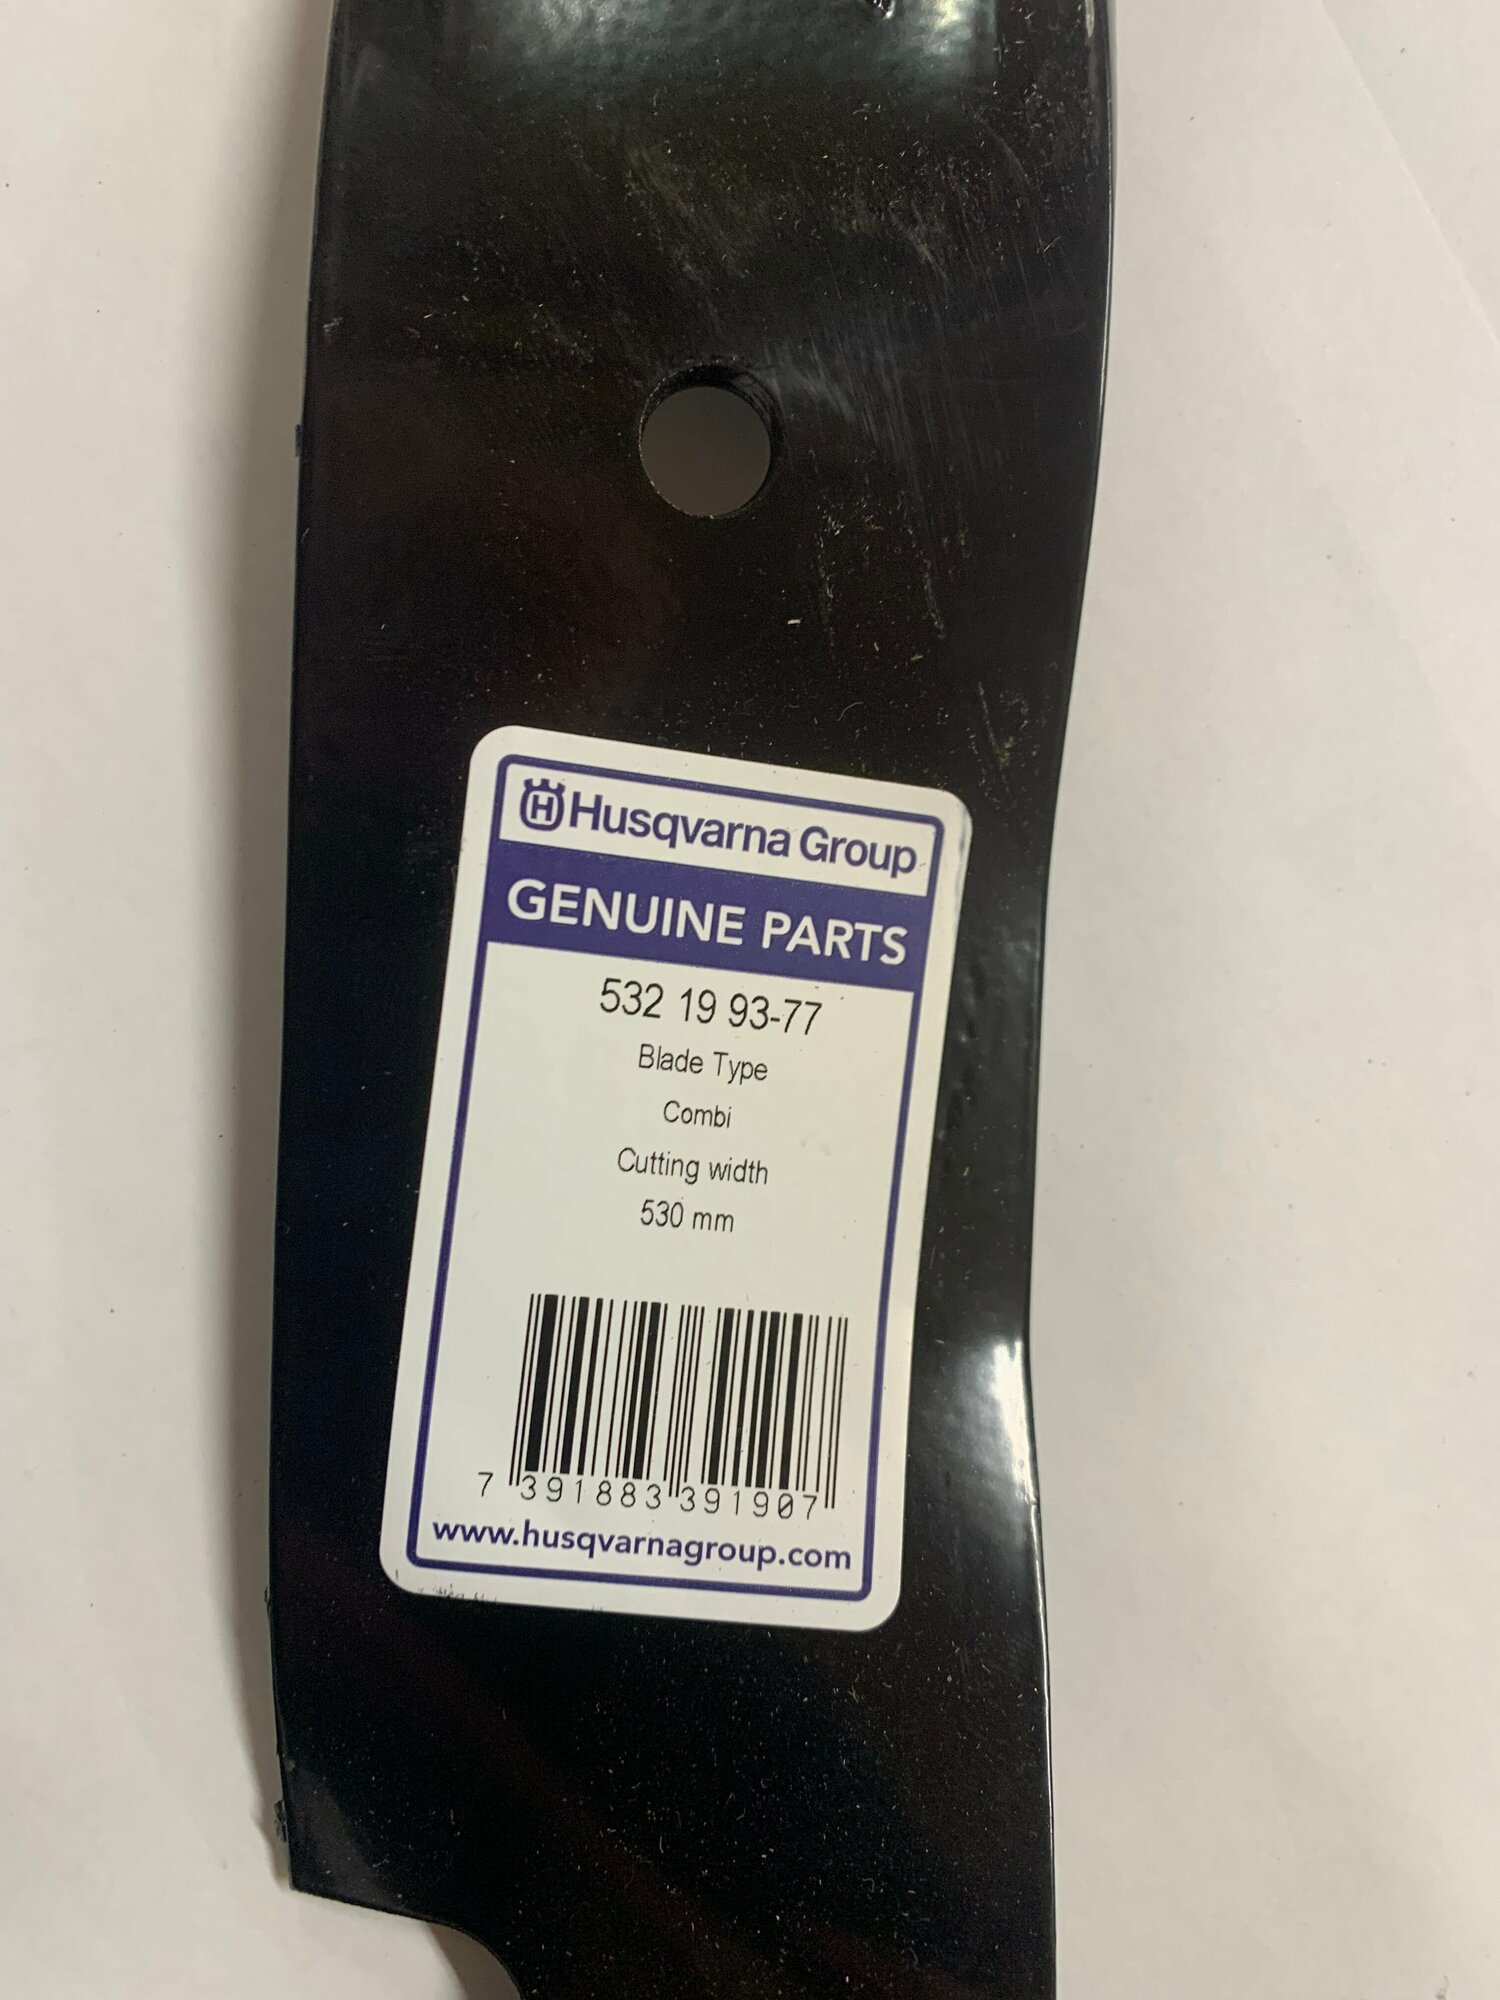 Husqvarna Group
GENUINE PARTS
532 19 93-77
Blade Type
Combi
Cutting width
530 mm
7 391883 391907
www.husqvarnagroup.com